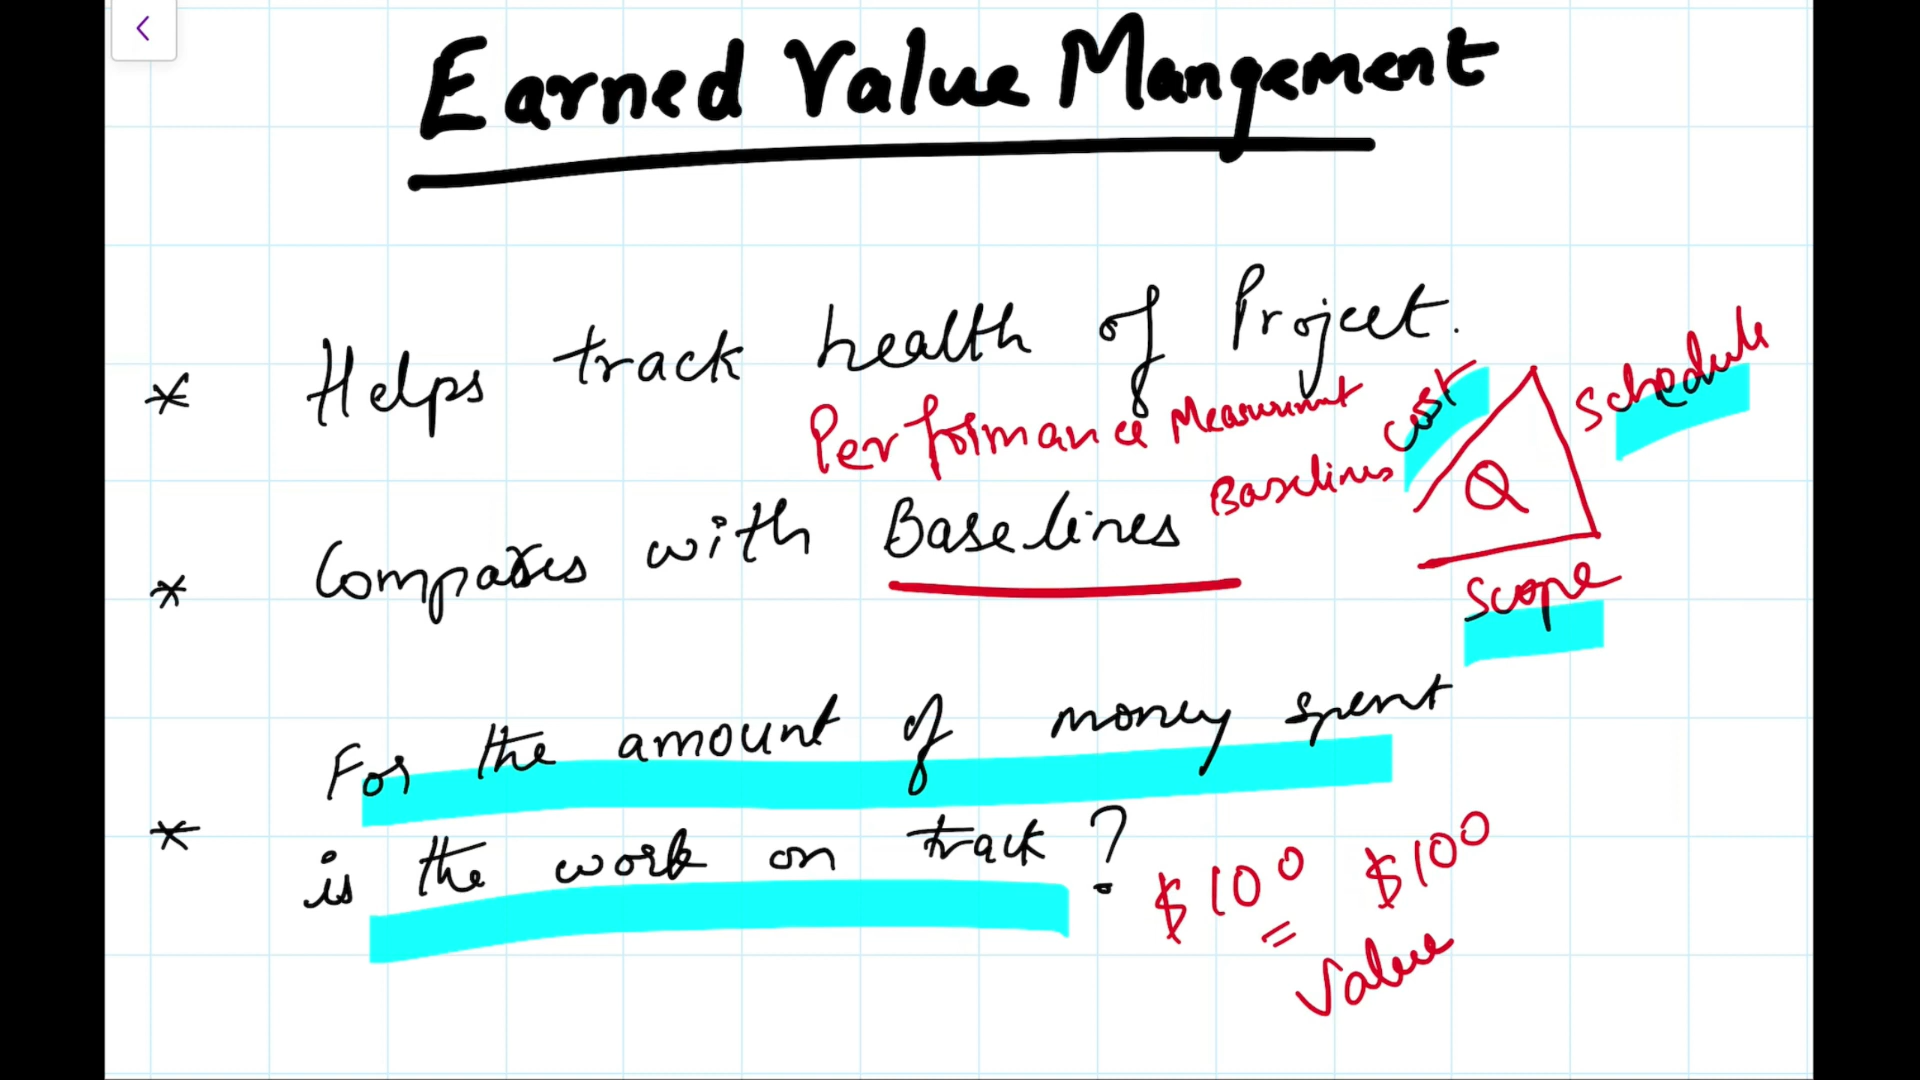 Earned Value Mangement
* Helps track health of Project.
Performance Measurement
Baselines
Cost
Schedule
Q
Scope
* Compares with Baselines
For the amount of money spent
* is the work on track?
$100 $100
=
Value